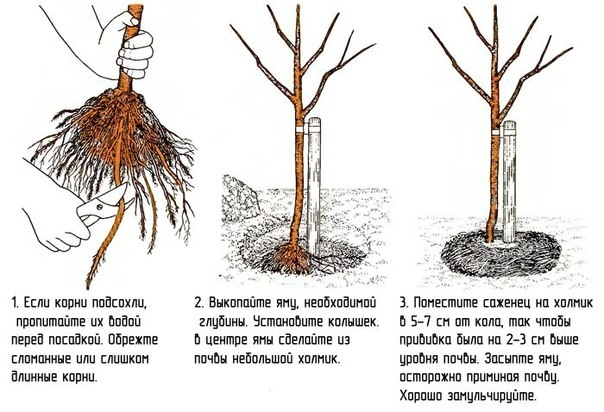 1. Если корни подсохли,
пропитайте их водой
перед посадкой. Обрежте
сломанные или слишком
длинные корни.
2. Выкопайте яму, необходимой
глубины. Установите колышек.
в центре ямы сделайте из
почвы небольшой холмик.
3. Поместите саженец на холмик
в 5-7 см от кола, так чтобы
прививка была на 2-3 см выше
уровня почвы. Засыпте яму,
осторожно приминая почву.
Хорошо замульчируйте.